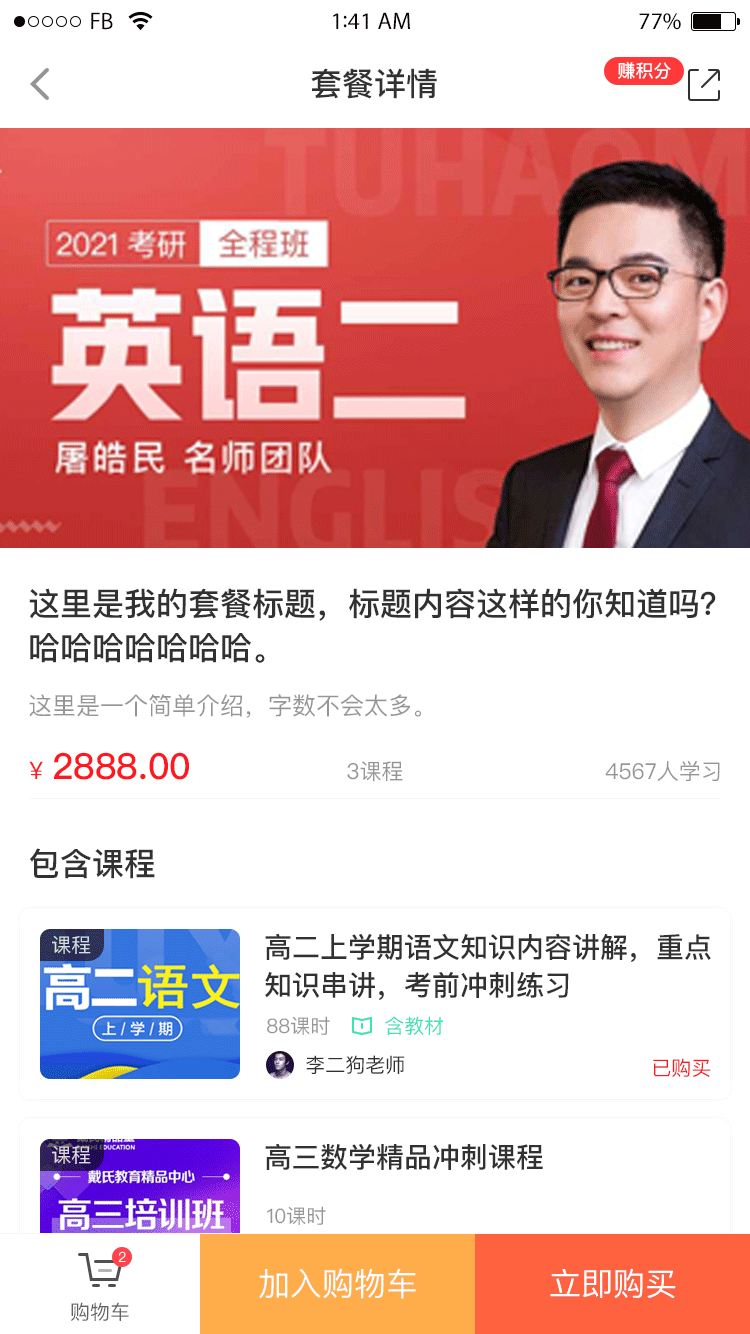 FB
1:41 AM
77%
套餐详情
赚积分
TUHAOM
2021 考研 全程班
英语二
屠皓民 名师团队
ENGLIS
这里是我的套餐标题，标题内容这样的你知道吗?
哈哈哈哈哈哈哈。
这里是一个简单介绍，字数不会太多。
¥ 2888.00
3课程
4567人学习
包含课程
课程
高二语文
上/学/期
高二上学期语文知识内容讲解，重点
知识串讲，考前冲刺练习
88课时
含教材
李二狗老师
已购买
课程
EDUCATION
戴氏教育精品中心
高三培训班
高三数学精品冲刺课程
10课时
2
购物车
加入购物车
立即购买